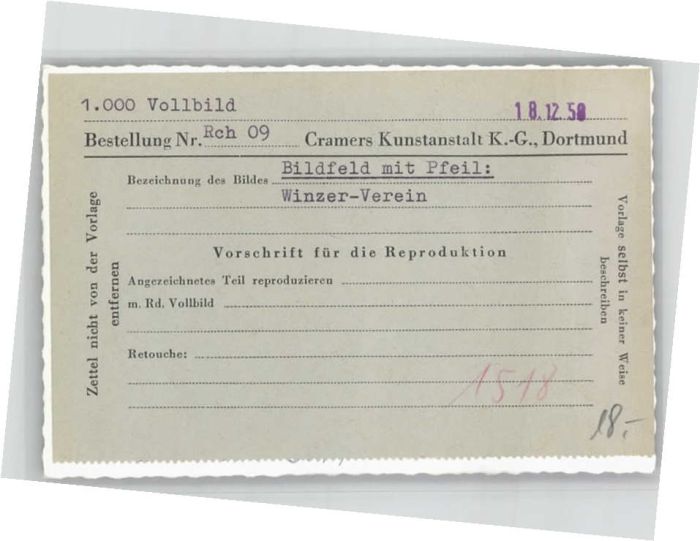 1.000 Vollbild
18.12.50
Bestellung Nr. Rch 09 Cramers Kunstanstalt K.-G., Dortmund
Bezeichnung des Bildes Bildfeld mit Pfeil:
Winzer-Verein
Vorschrift für die Reproduktion
Angezeichnetes Teil reproduzieren
m. Rd. Vollbild
Retouche:
1518
18.-
Zettel nicht von der Vorlage
entfernen
Vorlage selbst in keiner Weise
beschreiben